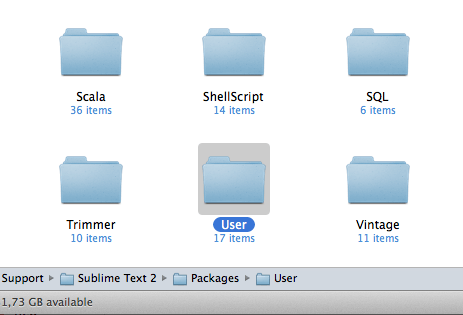 Scala ShellScript SQL
36 items 14 items 6 items
Trimmer User Vintage
10 items 17 items 11 items
Support ▸ Sublime Text 2 ▸ Packages ▸ User
1,73 GB available